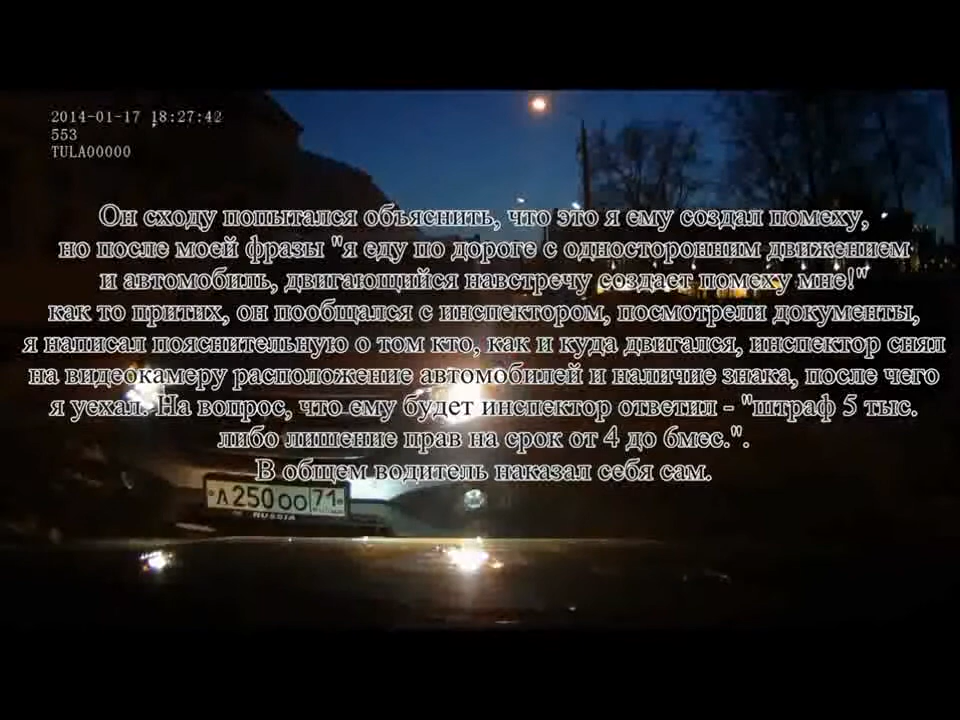 2014-01-17 18:27:42
553
TULA00000
Он сходу попытался объяснить, что это я ему создал помеху,
но после моей фразы "я еду по дороге с односторонним движением
и автомобиль, двигающийся навстречу создает помеху мне!"
как то притих, он пообщался с инспектором, посмотрели документы,
я написал пояснительную о том кто, как и куда двигался, инспектор снял
на видеокамеру расположение автомобилей и наличие знака, после чего
я уехал. На вопрос, что ему будет инспектор ответил - "штраф 5 тыс.
либо лишение прав на срок от 4 до 6мес.".
В общем водитель наказал себя сам.
Л250ОО 71
RUSSIA